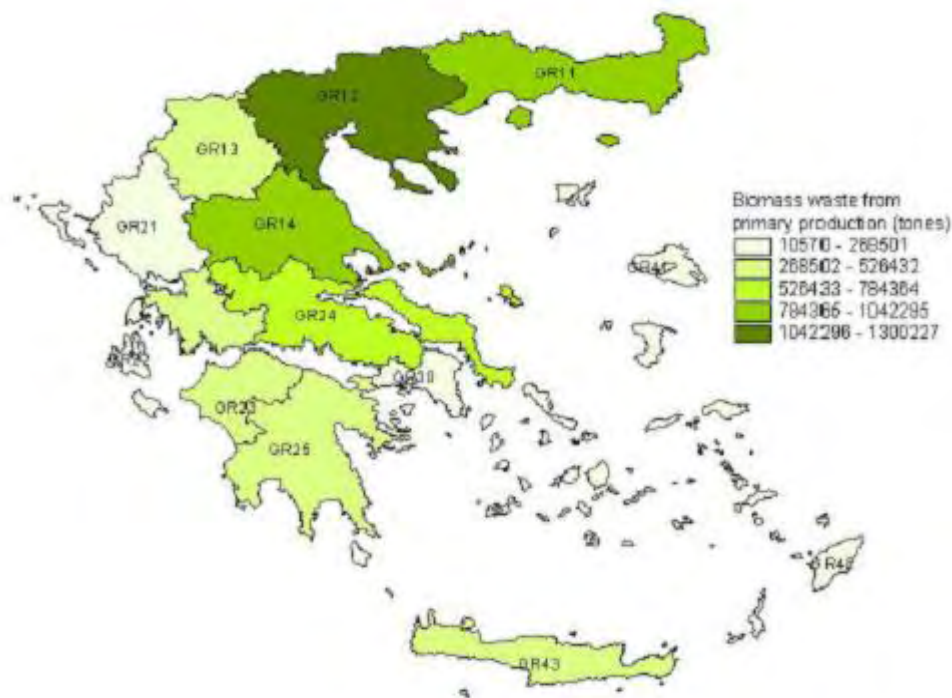 GR11
GR12
GR13
GR21
GR14
Biomass waste from
primary production (tones)
10570 - 268501
268502 - 526432
526433 - 784364
784365 - 1042295
1042296 - 1300227
GR24
GR30
GR23
GR25
GR43